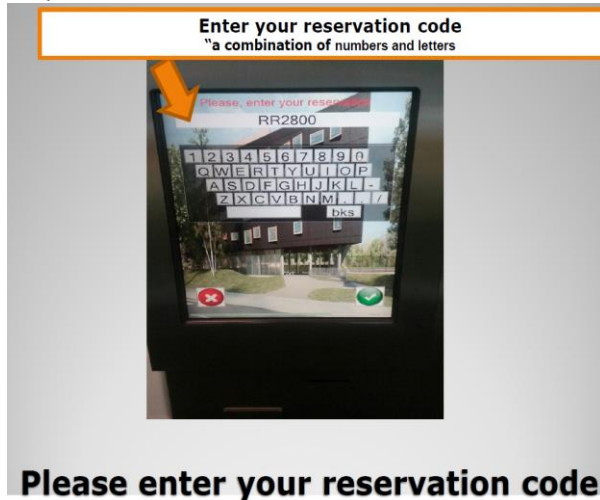 Enter your reservation code
“a combination of numbers and letters
Please, enter your reservation
RR2800
1 2 3 4 5 6 7 8 9 0
Q W E R T Y U I O P
A S D F G H J K L -
Z X C V B N M . /
bks
Please enter your reservation code